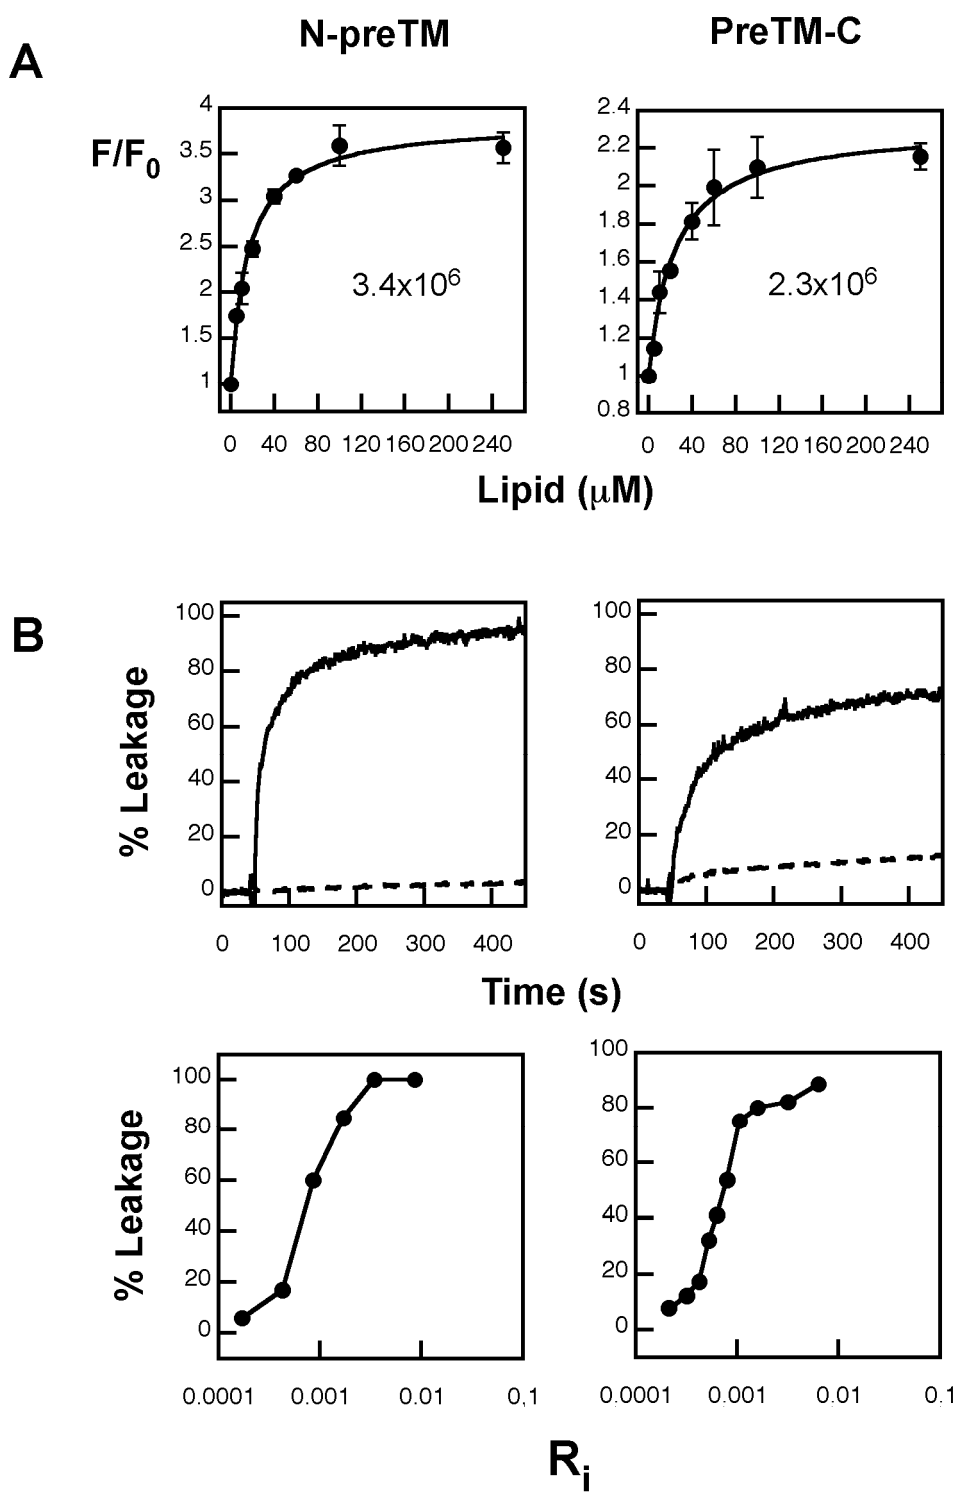 N-preTM PreTM-C
A
F/F0
4
3.5
3
2.5
2
1.5
1
3.4x10^6
0 40 80 120 160 200 240
2.4
2.2
2
1.8
1.6
1.4
1.2
1
0.8
2.3x10^6
0 40 80 120 160 200 240
Lipid (μM)
B
% Leakage
100
80
60
40
20
0
0 100 200 300 400
100
80
60
40
20
0
0 100 200 300 400
Time (s)
% Leakage
100
80
60
40
20
0
0.0001 0.001 0.01 0.1
100
80
60
40
20
0
0.0001 0.001 0.01 0.1
Ri